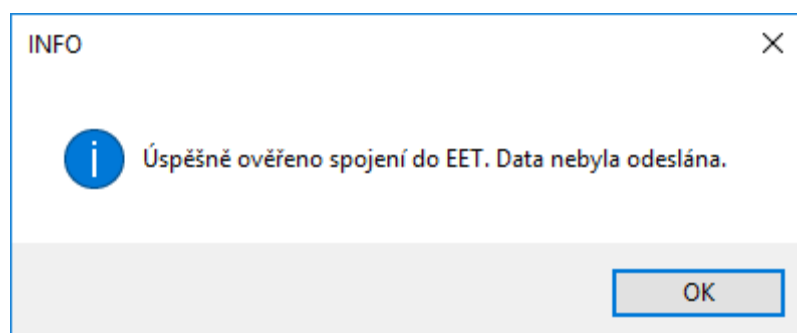 INFO
Úspěšně ověřeno spojení do EET. Data nebyla odeslána.
OK